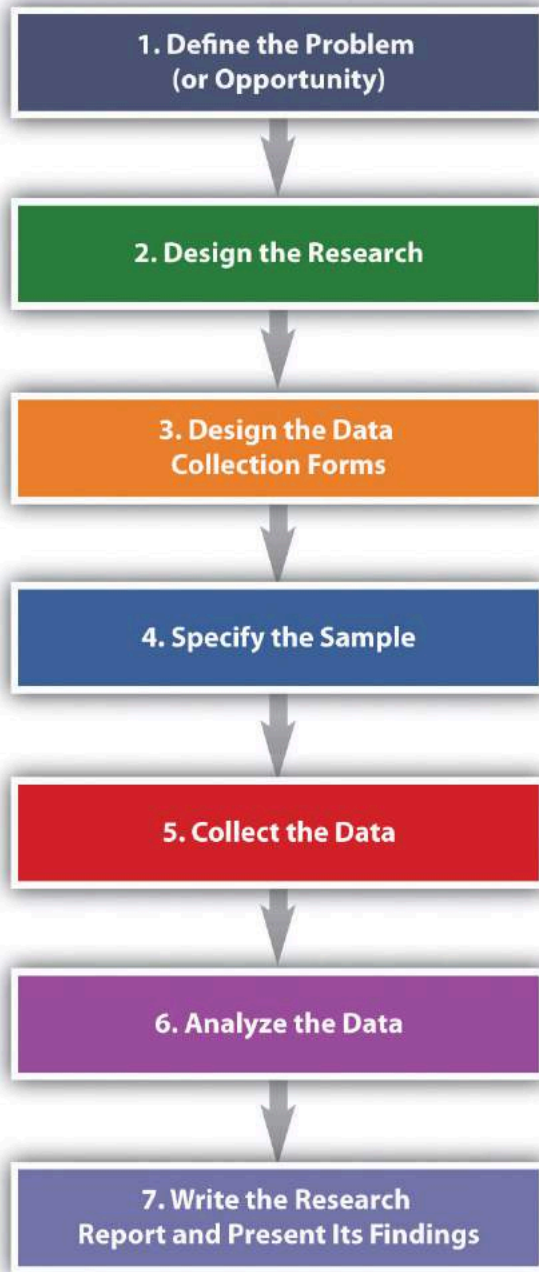 1. Define the Problem
(or Opportunity)
2. Design the Research
3. Design the Data
Collection Forms
4. Specify the Sample
5. Collect the Data
6. Analyze the Data
7. Write the Research
Report and Present Its Findings